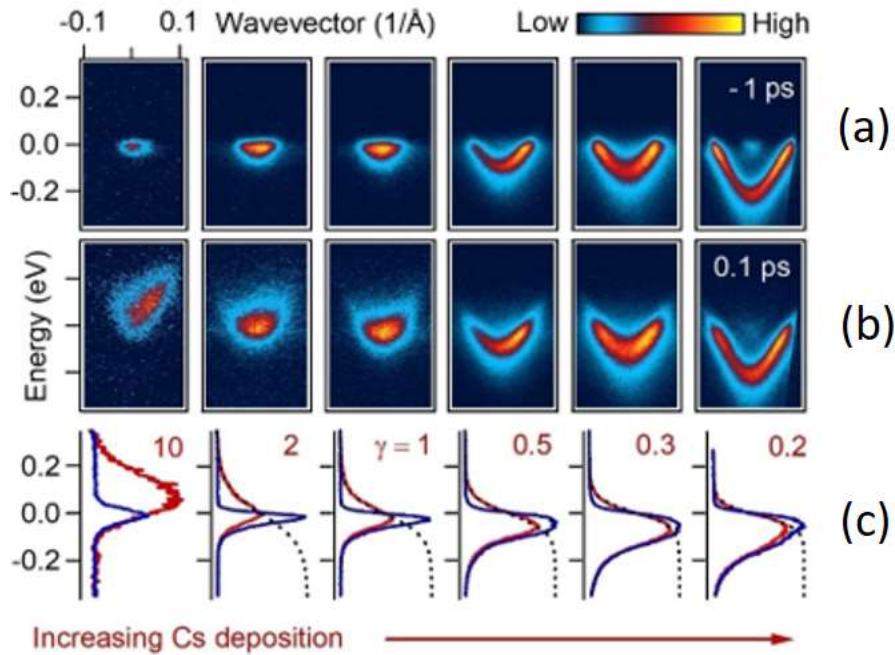 -0.1 0.1 Wavevector (1/Å) Low High
0.2
0.0
-0.2
- 1 ps
(a)
Energy (eV)
0.1 ps
(b)
0.2
0.0
-0.2
10 2 γ = 1 0.5 0.3 0.2
(c)
Increasing Cs deposition